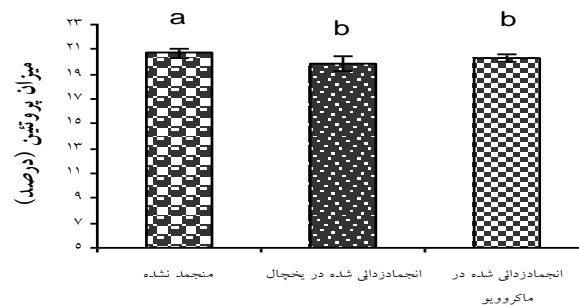 a
b
b
میزان پروتئین (درصد)
۲۳
۲۱
۱۹
۱۷
۱۵
۱۳
۱۱
۹
۷
۵
منجمد نشده
انجمادزدائی شده در یخچال
انجمادزدائی شده در
ماکروویو